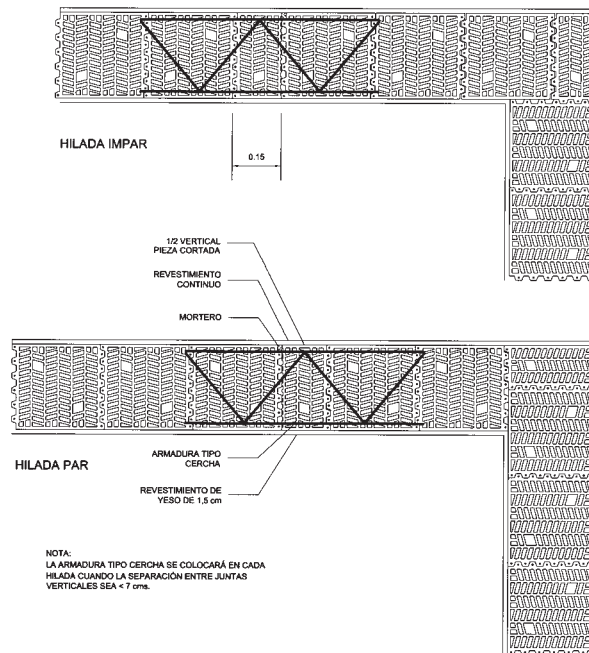 HILADA IMPAR
0.15
1/2 VERTICAL
PIEZA CORTADA
REVESTIMIENTO
CONTINUO
MORTERO
HILADA PAR
ARMADURA TIPO
CERCHA
REVESTIMIENTO DE
YESO DE 1,5 cm
NOTA:
LA ARMADURA TIPO CERCHA SE COLOCARÁ EN CADA
HILADA CUANDO LA SEPARACIÓN ENTRE JUNTAS
VERTICALES SEA < 7 cms.